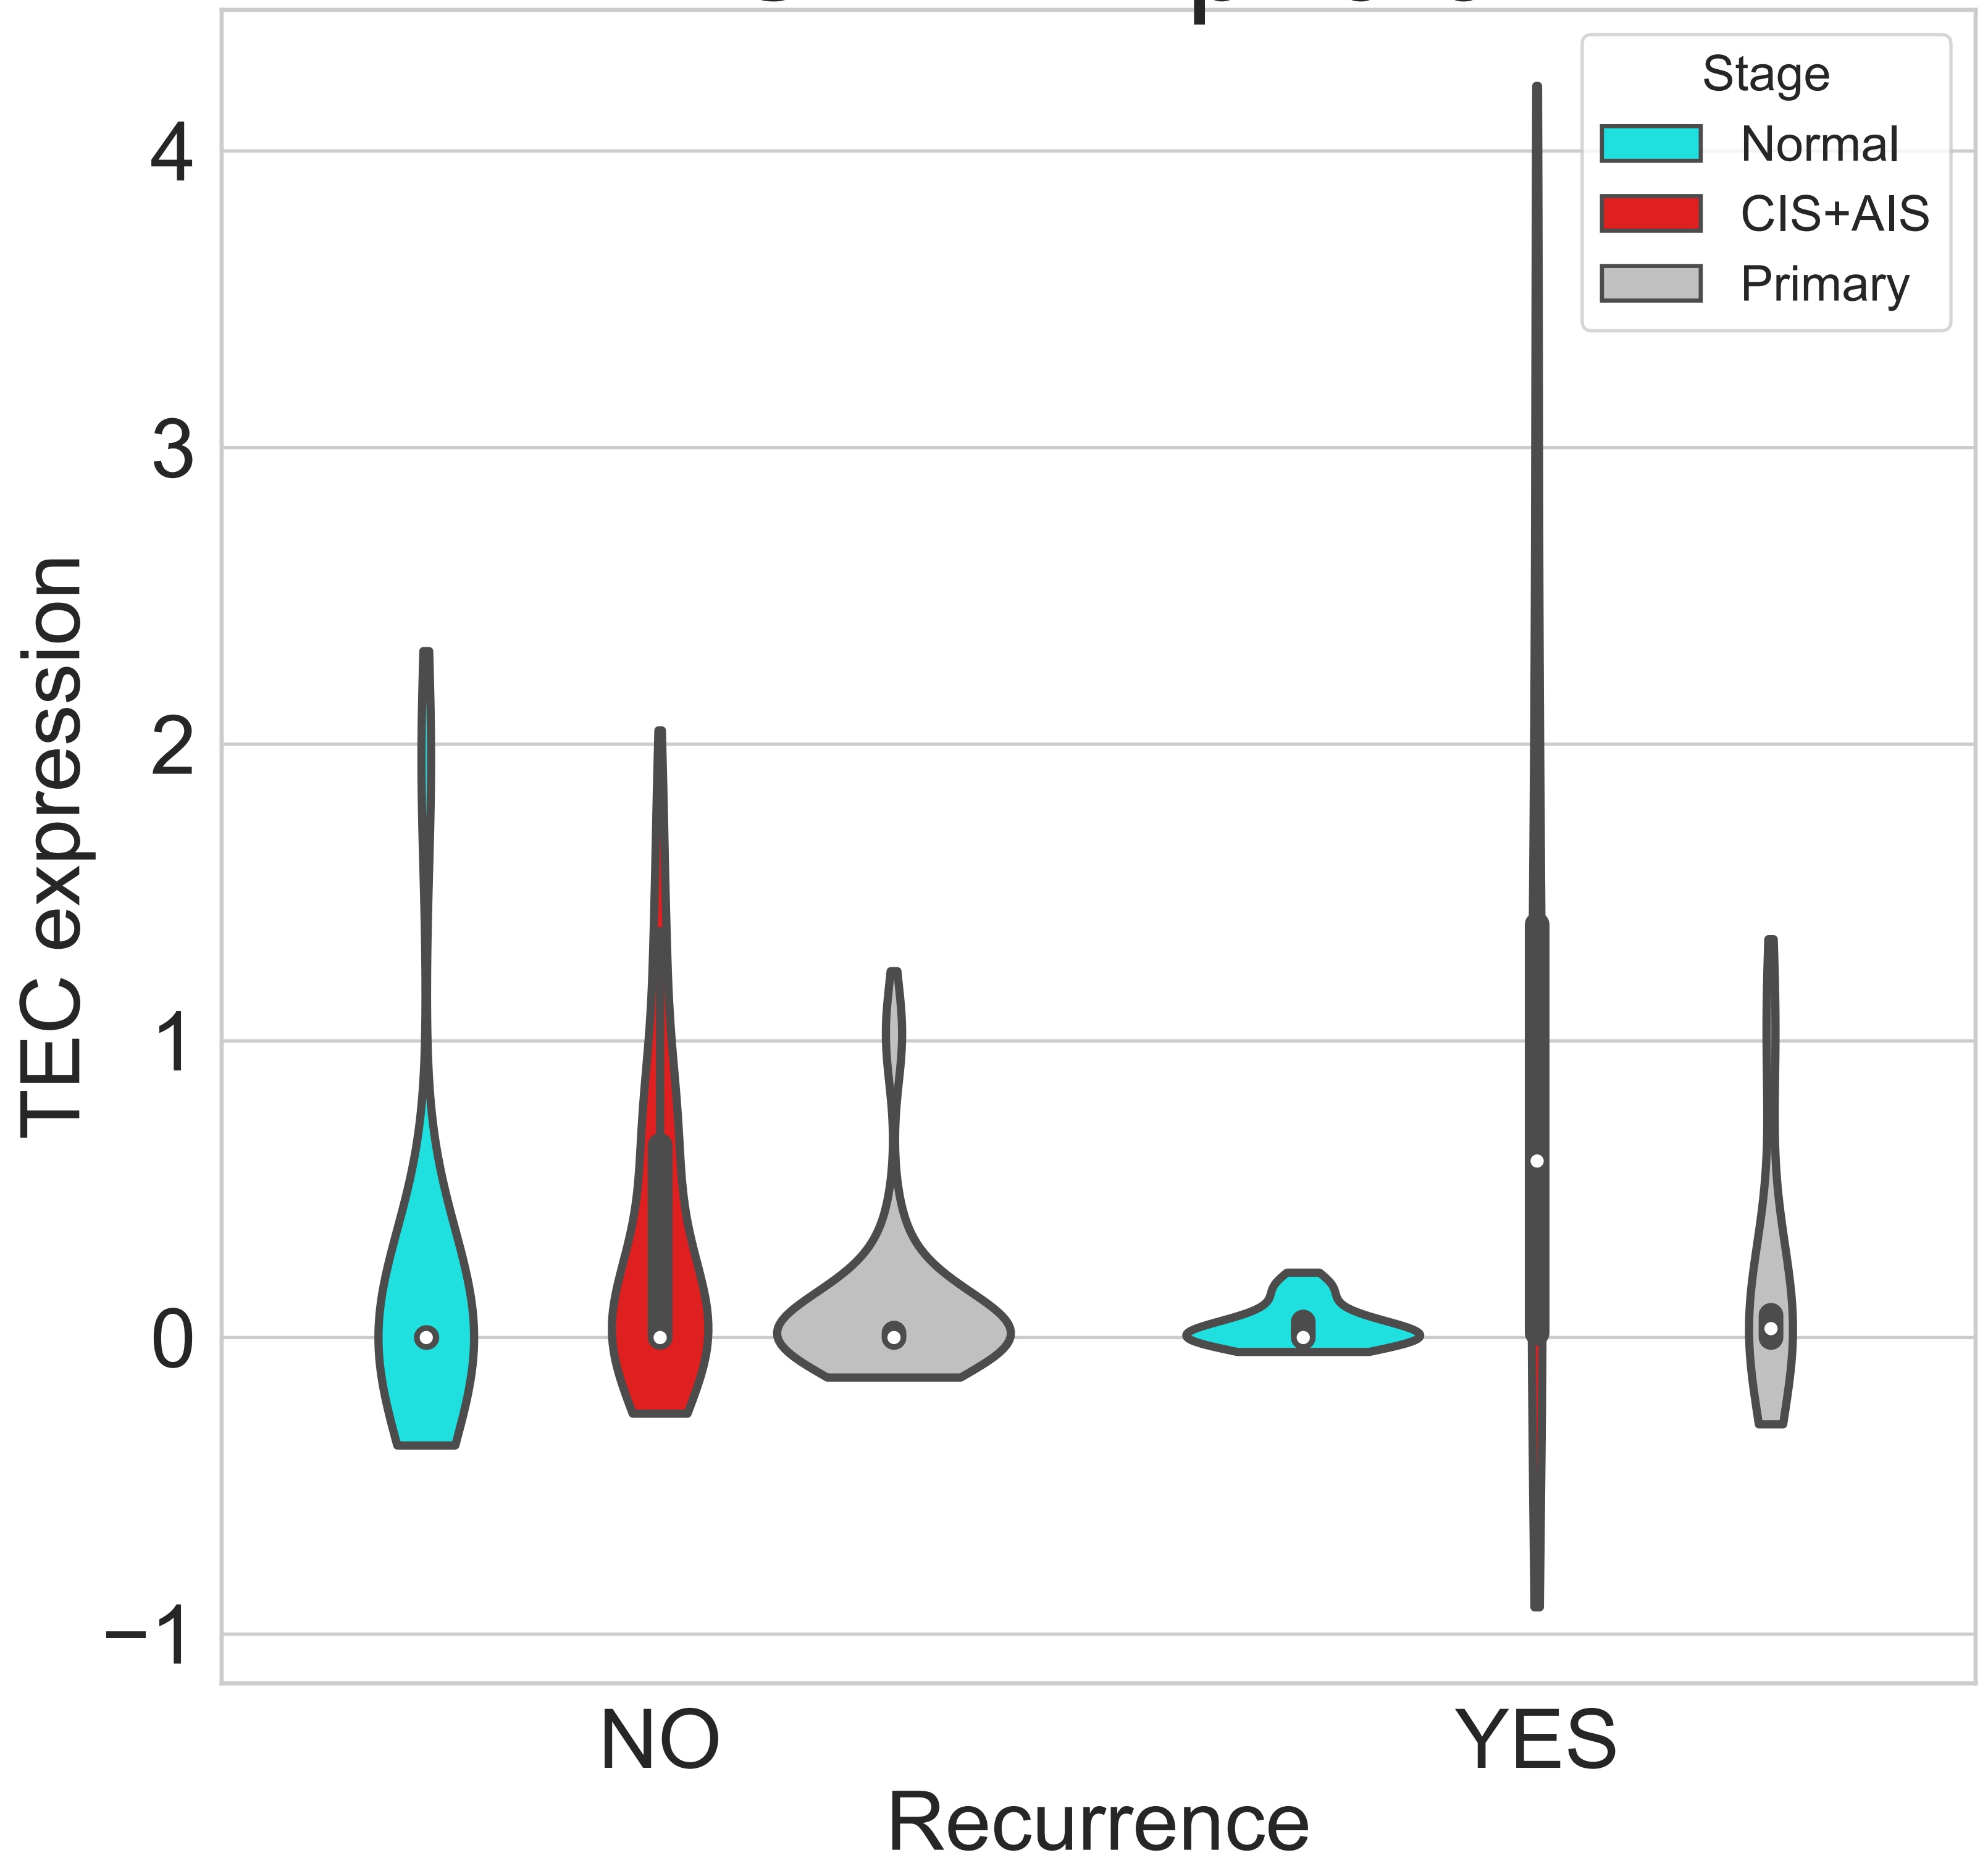 Stage
Normal
CIS+AIS
Primary
4
3
2
1
0
−1
TEC expression
NO
YES
Recurrence